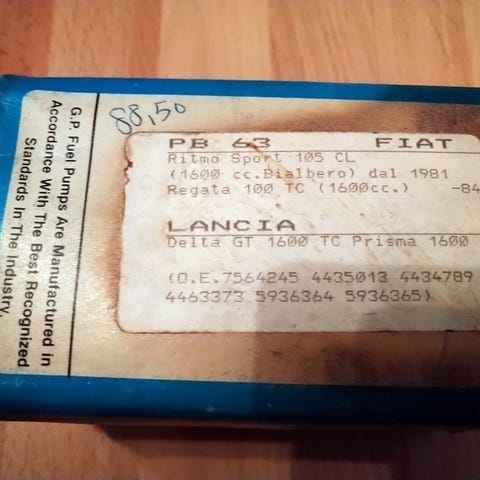 88,50
PB 63 FIAT
Ritmo Sport 105 CL
(1600 cc.Bialbero) dal 1981
Regata 100 TC (1600cc.) -84
LANCIA
Delta GT 1600 TC Prisma 1600
(O.E.7564245 4435013 4434789
4463373 5936364 5936365)
G.P. Fuel Pumps Are Manufactured in
Accordance With The Best Recognized
Standards In The Industry.